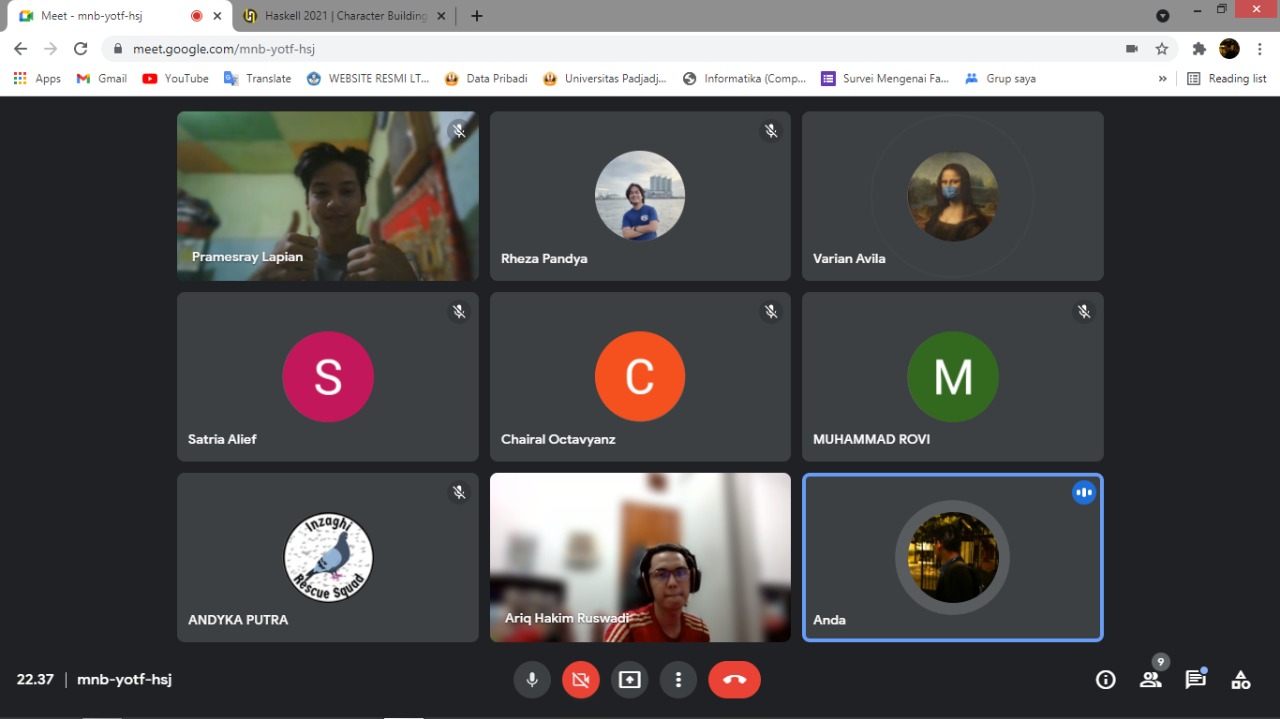 Meet - mnb-yotf-hsj
Haskell 2021 | Character Building
meet.google.com/mnb-yotf-hsj
Apps
Gmail
YouTube
Translate
WEBSITE RESMI LT...
Data Pribadi
Universitas Padjadj...
Informatika (Comp...
Survei Mengenai Fa...
Grup saya
»
Reading list
Pramesray Lapian
Rheza Pandya
Varian Avila
S
Satria Alief
C
Chairal Octavyanz
M
MUHAMMAD ROVI
Inzaghi
Rescue Squad
ANDYKA PUTRA
Ariq Hakim Ruswadi
Anda
22.37 | mnb-yotf-hsj
9